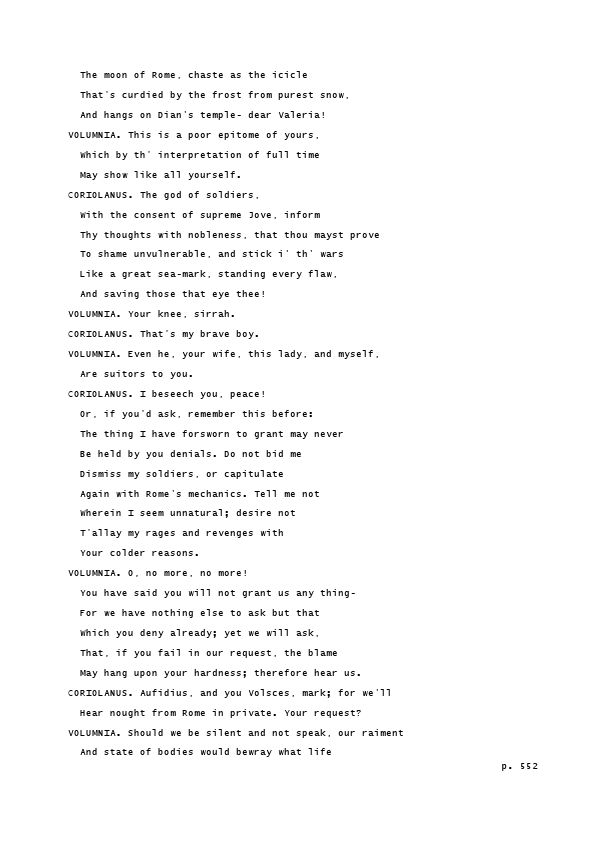 The moon of Rome, chaste as the icicle
That's curdied by the frost from purest snow,
And hangs on Dian's temple- dear Valeria!
VOLUMNIA. This is a poor epitome of yours,
Which by th' interpretation of full time
May show like all yourself.
CORIOLANUS. The god of soldiers,
With the consent of supreme Jove, inform
Thy thoughts with nobleness, that thou mayst prove
To shame unvulnerable, and stick i' th' wars
Like a great sea-mark, standing every flaw,
And saving those that eye thee!
VOLUMNIA. Your knee, sirrah.
CORIOLANUS. That's my brave boy.
VOLUMNIA. Even he, your wife, this lady, and myself,
Are suitors to you.
CORIOLANUS. I beseech you, peace!
Or, if you'd ask, remember this before:
The thing I have forsworn to grant may never
Be held by you denials. Do not bid me
Dismiss my soldiers, or capitulate
Again with Rome's mechanics. Tell me not
Wherein I seem unnatural; desire not
T'allay my rages and revenges with
Your colder reasons.
VOLUMNIA. O, no more, no more!
You have said you will not grant us any thing-
For we have nothing else to ask but that
Which you deny already; yet we will ask,
That, if you fail in our request, the blame
May hang upon your hardness; therefore hear us.
CORIOLANUS. Aufidius, and you Volsces, mark; for we'll
Hear nought from Rome in private. Your request?
VOLUMNIA. Should we be silent and not speak, our raiment
And state of bodies would bewray what life
p. 552